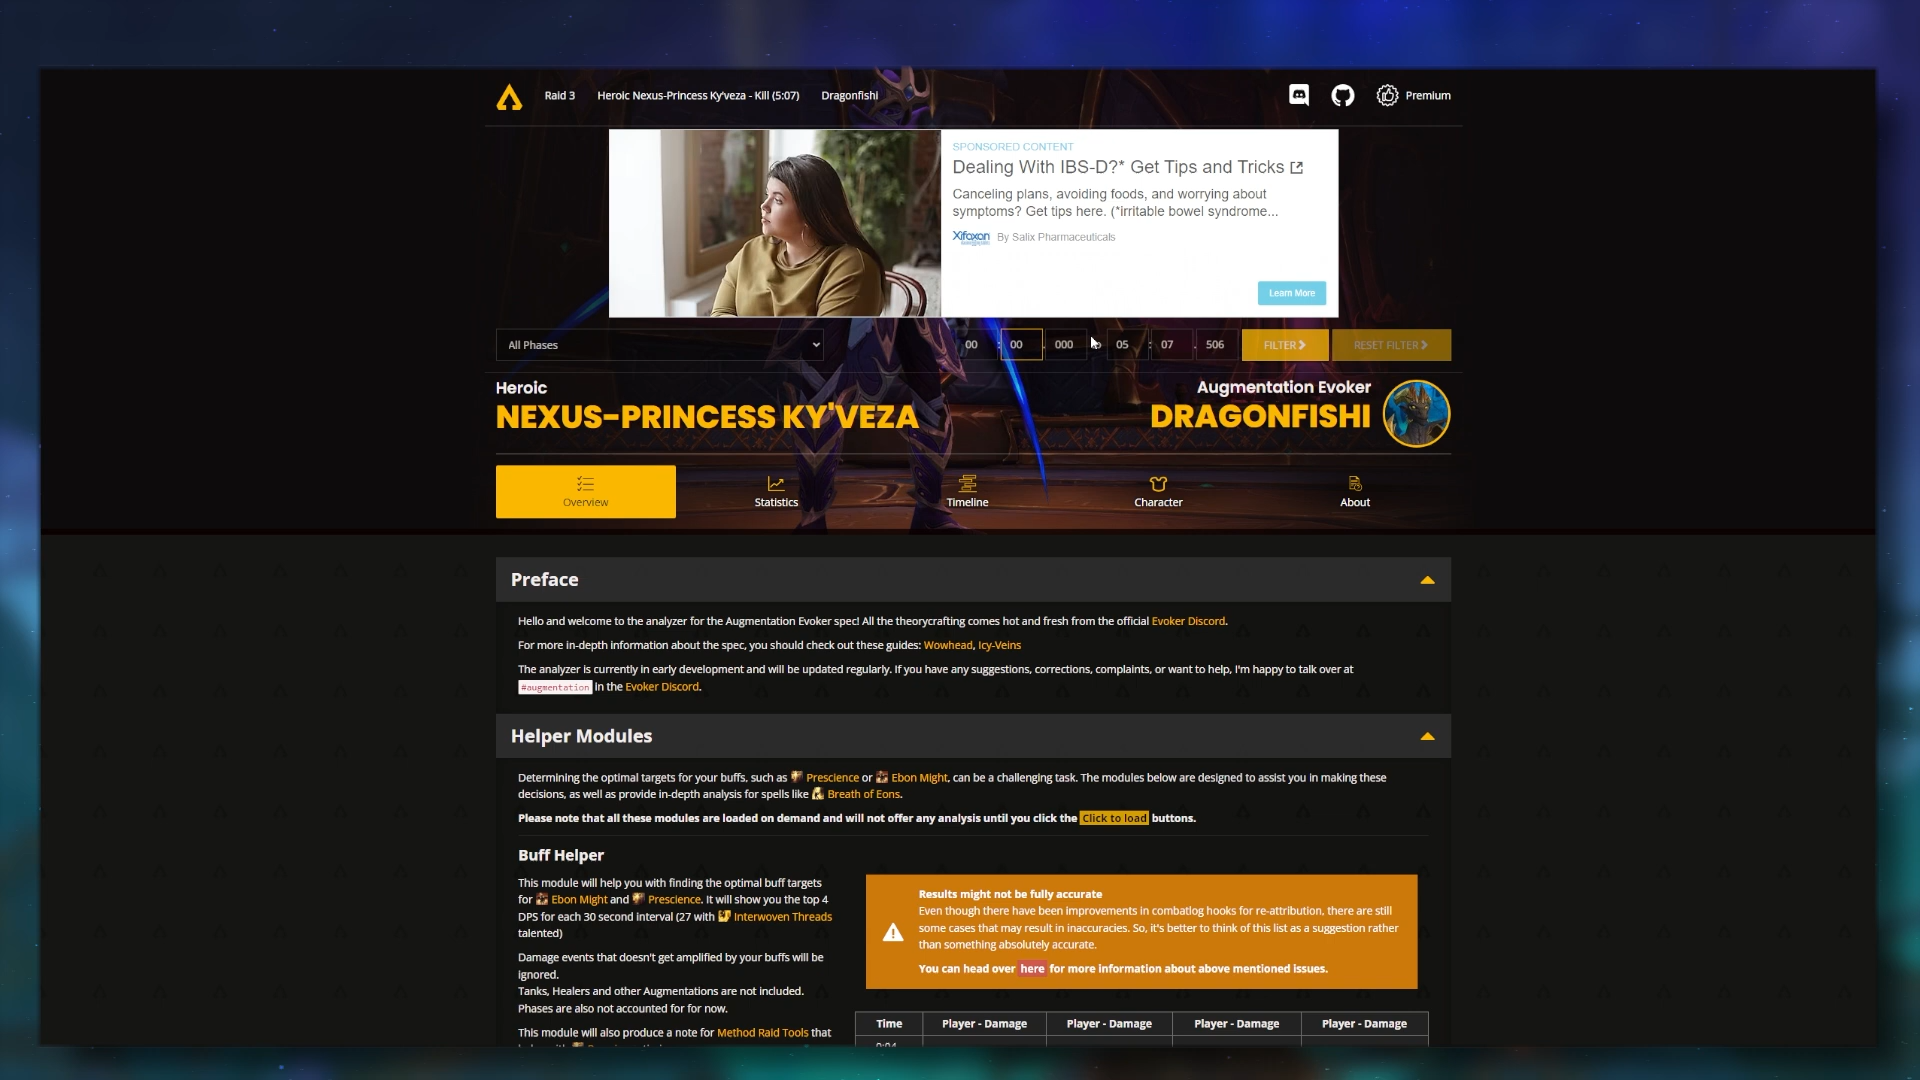 Raid 3
Heroic Nexus-Princess Ky'veza - Kill (5:07)
Dragonfishi
Premium
SPONSORED CONTENT
Dealing With IBS-D?* Get Tips and Tricks
Canceling plans, avoiding foods, and worrying about
symptoms? Get tips here. (*irritable bowel syndrome...
Xifaxan
By Salix Pharmaceuticals
Learn More
All Phases
00 : 00 . 000
05 : 07 . 506
FILTER
RESET FILTER
Heroic
NEXUS-PRINCESS KY'VEZA
Augmentation Evoker
DRAGONFISHI
Overview
Statistics
Timeline
Character
About
Preface
Hello and welcome to the analyzer for the Augmentation Evoker spec! All the theorycrafting comes hot and fresh from the official Evoker Discord.
For more in-depth information about the spec, you should check out these guides: Wowhead, Icy-Veins
The analyzer is currently in early development and will be updated regularly. If you have any suggestions, corrections, complaints, or want to help, I'm happy to talk over at
#augmentation in the Evoker Discord.
Helper Modules
Determining the optimal targets for your buffs, such as Prescience or Ebon Might, can be a challenging task. The modules below are designed to assist you in making these
decisions, as well as provide in-depth analysis for spells like Breath of Eons.
Please note that all these modules are loaded on demand and will not offer any analysis until you click the Click to load buttons.
Buff Helper
This module will help you with finding the optimal buff targets
for Ebon Might and Prescience. It will show you the top 4
DPS for each 30 second interval (27 with Interwoven Threads
talented)
Damage events that doesn't get amplified by your buffs will be
ignored.
Tanks, Healers and other Augmentations are not included.
Phases are also not accounted for for now.
This module will also produce a note for Method Raid Tools that
Results might not be fully accurate
Even though there have been improvements in combatlog hooks for re-attribution, there are still
some cases that may result in inaccuracies. So, it's better to think of this list as a suggestion rather
than something absolutely accurate.
You can head over here for more information about above mentioned issues.
Time
Player - Damage
Player - Damage
Player - Damage
Player - Damage